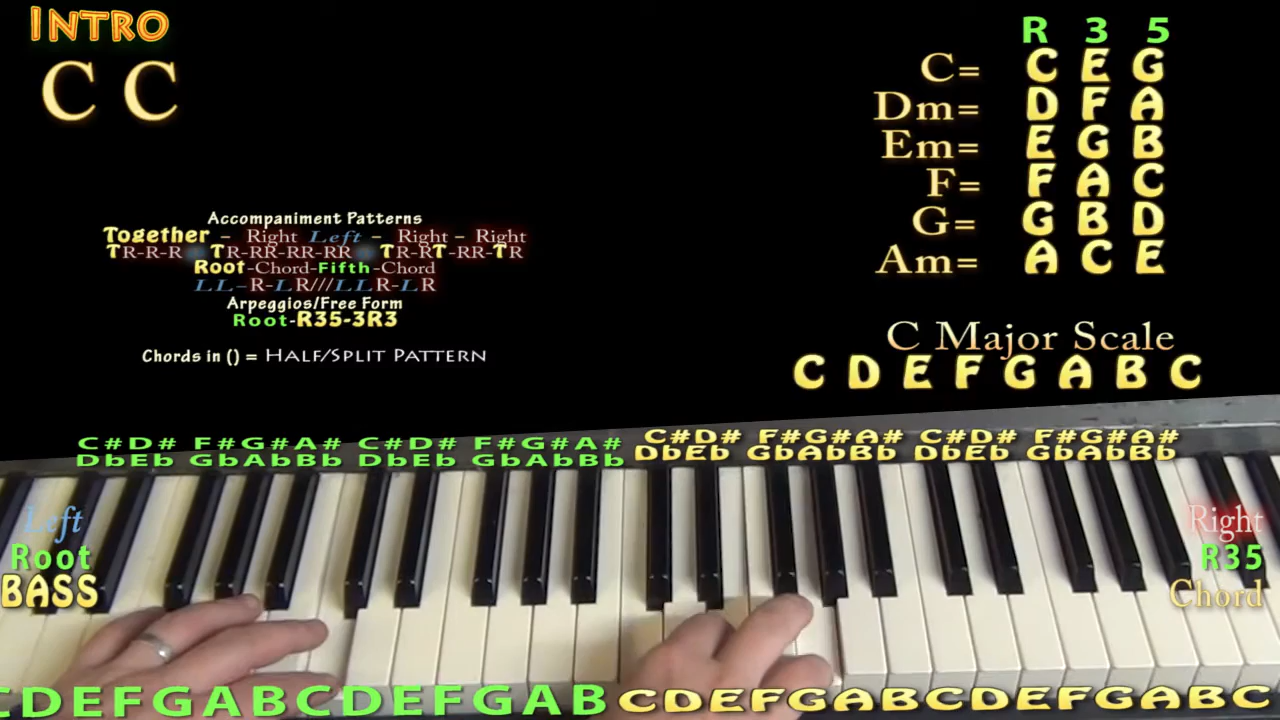 INTRO
C C
R 3 5
C= C E G
Dm= D F A
Em= E G B
F= F A C
G= G B D
Am= A C E
Accompaniment Patterns
Together - Right Left - Right - Right
TR-R-R TR-RR-RR-RR TR-RT-RR-TR
Root-Chord-Fifth-Chord
LL-R-LR///LLR-LR
Arpeggios/Free Form
Root-R35-3R3
Chords in () = HALF/SPLIT PATTERN
C Major Scale
C D E F G A B C
C#D# F#G#A# C#D# F#G#A# C#D# F#G#A# C#D# F#G#A#
DbEb GbAbBb DbEb GbAbBb DbEb GbAbBb DbEb GbAbBb
Left
Root
BASS
Right
R35
Chord
CDEFGABCDEFGAB CDEFGABCDEFGABC